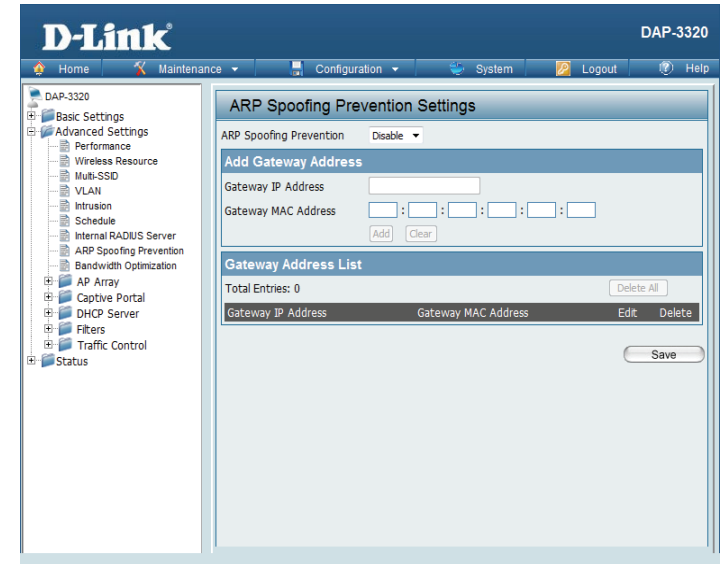 D-Link®
DAP-3320
Home Maintenance Configuration System Logout Help
DAP-3320
Basic Settings
Advanced Settings
Performance
Wireless Resource
Multi-SSID
VLAN
Intrusion
Schedule
Internal RADIUS Server
ARP Spoofing Prevention
Bandwidth Optimization
AP Array
Captive Portal
DHCP Server
Filters
Traffic Control
Status
ARP Spoofing Prevention Settings
ARP Spoofing Prevention Disable
Add Gateway Address
Gateway IP Address
Gateway MAC Address : : : : :
Add Clear
Gateway Address List
Total Entries: 0 Delete All
Gateway IP Address Gateway MAC Address Edit Delete
Save